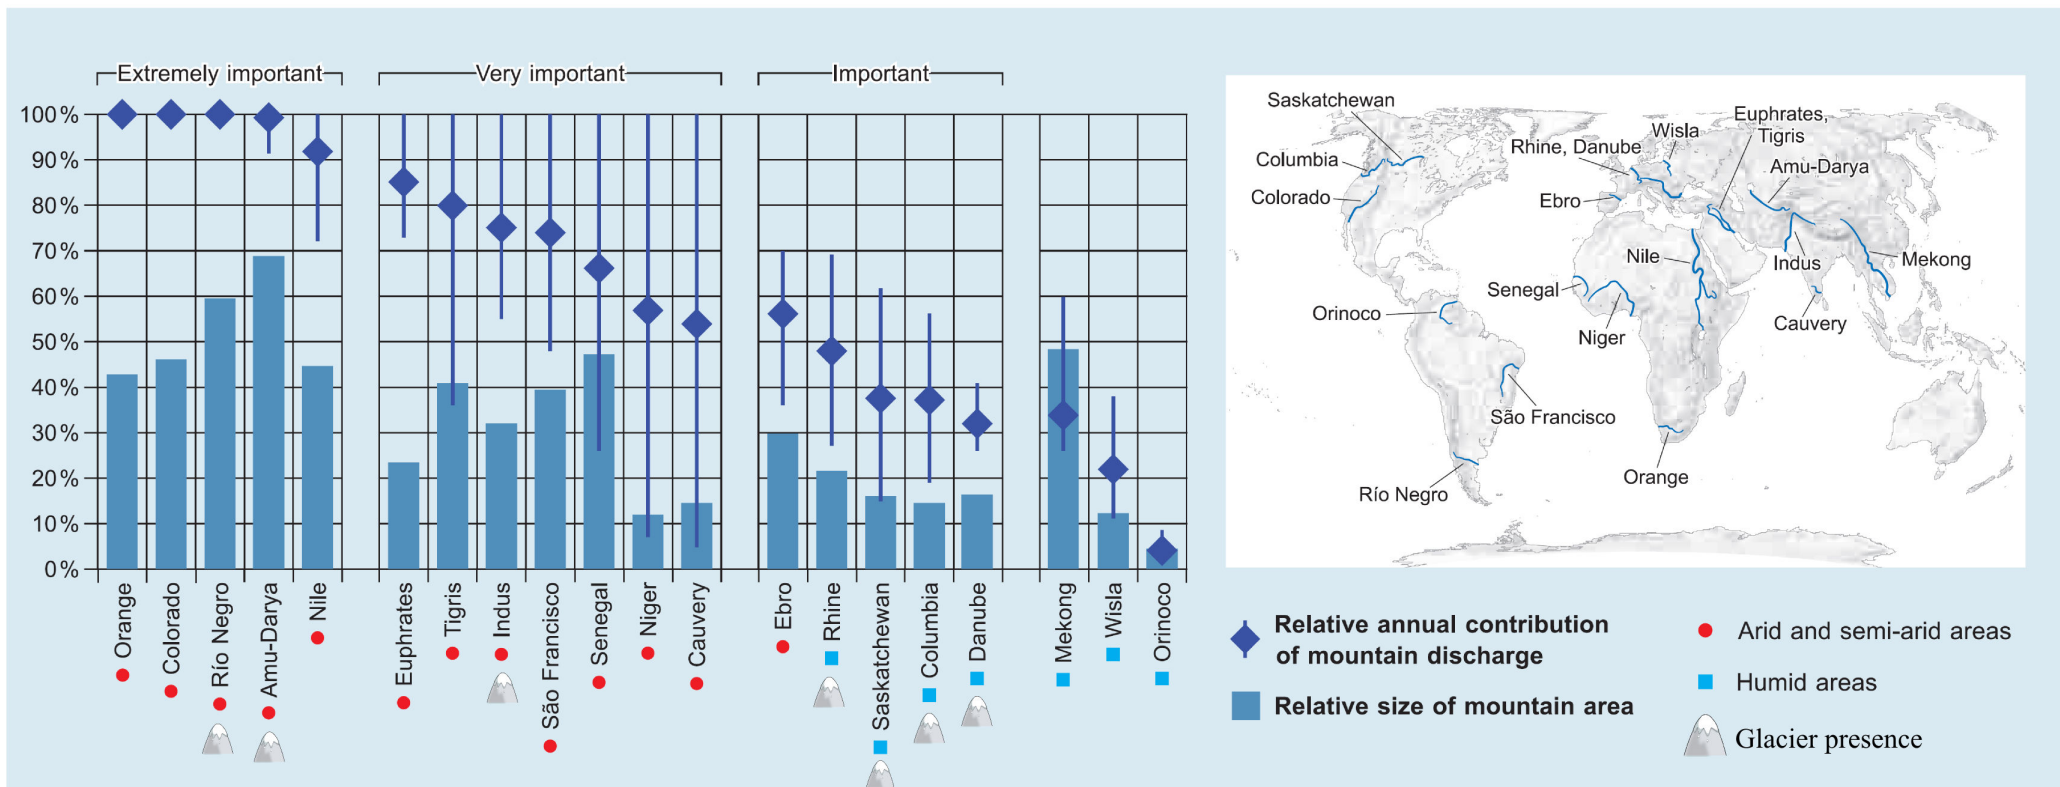 Extremely important
Very important
Important
100 %
90 %
80 %
70 %
60 %
50 %
40 %
30 %
20 %
10 %
0 %
Orange
Colorado
Río Negro
Amu-Darya
Nile
Euphrates
Tigris
Indus
São Francisco
Senegal
Niger
Cauvery
Ebro
Rhine
Saskatchewan
Columbia
Danube
Mekong
Wisla
Orinoco
Saskatchewan
Columbia
Colorado
Orinoco
Río Negro
São Francisco
Rhine, Danube
Wisla
Euphrates,
Tigris
Amu-Darya
Ebro
Nile
Indus
Mekong
Senegal
Niger
Cauvery
Orange
Relative annual contribution
of mountain discharge
Relative size of mountain area
Arid and semi-arid areas
Humid areas
Glacier presence